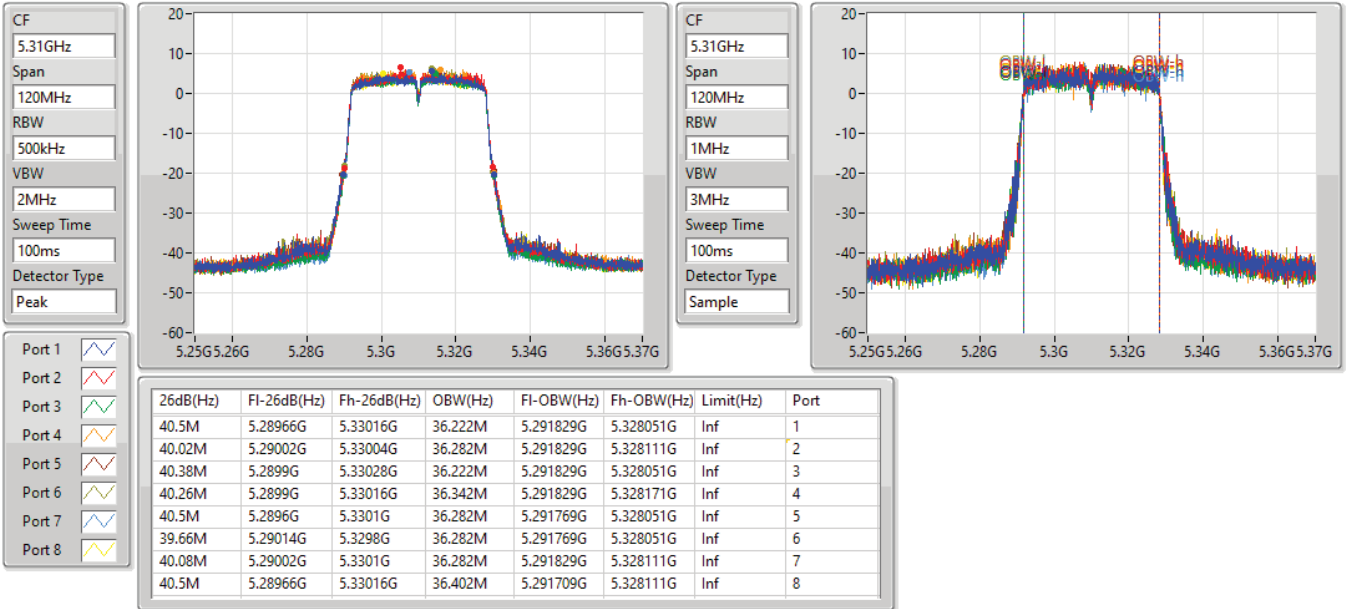 CF
5.31GHz
Span
120MHz
RBW
500kHz
VBW
2MHz
Sweep Time
100ms
Detector Type
Peak
20
10
0
-10
-20
-30
-40
-50
-60
5.25G 5.26G 5.28G 5.3G 5.32G 5.34G 5.36G 5.37G
CF
5.31GHz
Span
120MHz
RBW
1MHz
VBW
3MHz
Sweep Time
100ms
Detector Type
Sample
20
10
0
-10
-20
-30
-40
-50
-60
OBW-l OBW-h
5.25G 5.26G 5.28G 5.3G 5.32G 5.34G 5.36G 5.37G
Port 1
Port 2
Port 3
Port 4
Port 5
Port 6
Port 7
Port 8
26dB(Hz) Fl-26dB(Hz) Fh-26dB(Hz) OBW(Hz) Fl-OBW(Hz) Fh-OBW(Hz) Limit(Hz) Port
40.5M 5.28966G 5.33016G 36.222M 5.291829G 5.328051G Inf 1
40.02M 5.29002G 5.33004G 36.282M 5.291829G 5.328111G Inf 2
40.38M 5.2899G 5.33028G 36.222M 5.291829G 5.328051G Inf 3
40.26M 5.2899G 5.33016G 36.342M 5.291829G 5.328171G Inf 4
40.5M 5.2896G 5.3301G 36.282M 5.291769G 5.328051G Inf 5
39.66M 5.29014G 5.3298G 36.282M 5.291769G 5.328051G Inf 6
40.08M 5.29002G 5.3301G 36.282M 5.291829G 5.328111G Inf 7
40.5M 5.28966G 5.33016G 36.402M 5.291709G 5.328111G Inf 8